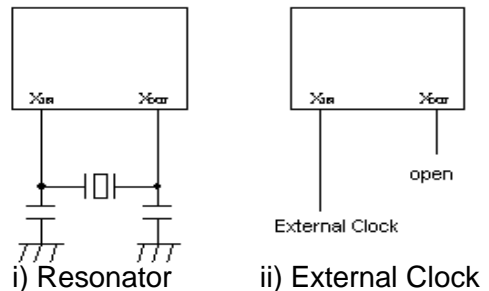 XIN XOUT XIN XOUT
open
External Clock
i) Resonator ii) External Clock